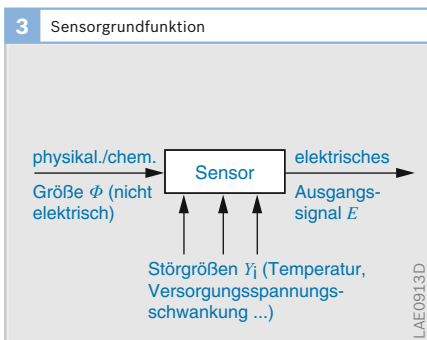 3 Sensorgrundfunktion
physikal./chem.
Größe Φ (nicht
elektrisch)
Sensor
elektrisches
Ausgangs-
signal E
Störgrößen Yi (Temperatur,
Versorgungsspannungs-
schwankung ...)
LAE0913D